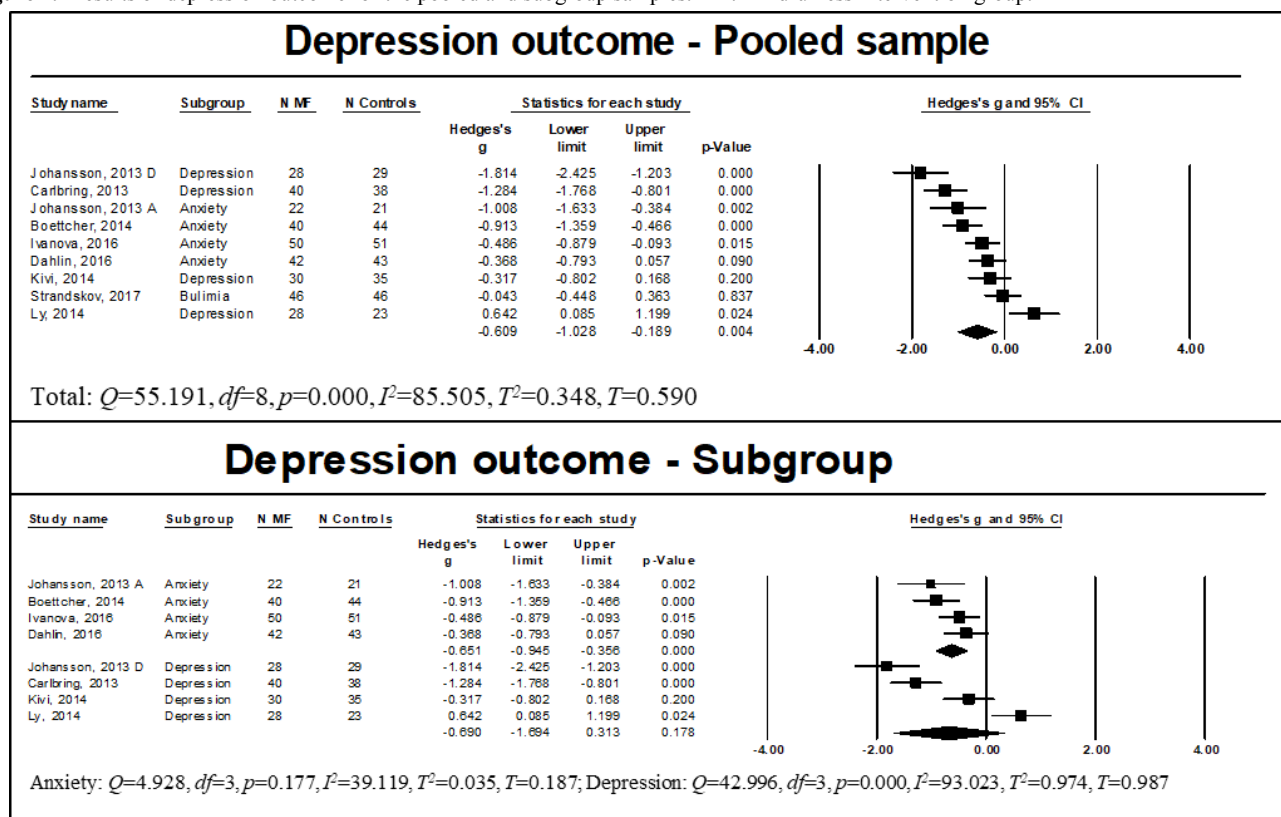 Depression outcome - Pooled sample
Study name Subgroup N MF N Controls Statistics for each study Hedges's g and 95% CI
Hedges's g Lower limit Upper limit p-Value
Johansson, 2013 D Depression 28 29 -1.814 -2.425 -1.203 0.000
Carlbring, 2013 Depression 40 38 -1.284 -1.768 -0.801 0.000
Johansson, 2013 A Anxiety 22 21 -1.008 -1.633 -0.384 0.002
Boettcher, 2014 Anxiety 40 44 -0.913 -1.359 -0.466 0.000
Ivanova, 2016 Anxiety 50 51 -0.486 -0.879 -0.093 0.015
Dahlin, 2016 Anxiety 42 43 -0.368 -0.793 0.057 0.090
Kivi, 2014 Depression 30 35 -0.317 -0.802 0.168 0.200
Strandskov, 2017 Bulimia 46 46 -0.043 -0.448 0.363 0.837
Ly, 2014 Depression 28 23 0.642 0.085 1.199 0.024
-0.609 -1.028 -0.189 0.004
-4.00 -2.00 0.00 2.00 4.00
Total: Q=55.191, df=8, p=0.000, I²=85.505, T²=0.348, T=0.590
Depression outcome - Subgroup
Study name Subgroup N MF N Controls Statistics for each study Hedges's g and 95% CI
Hedges's g Lower limit Upper limit p-Value
Johansson, 2013 A Anxiety 22 21 -1.008 -1.633 -0.384 0.002
Boettcher, 2014 Anxiety 40 44 -0.913 -1.359 -0.466 0.000
Ivanova, 2016 Anxiety 50 51 -0.486 -0.879 -0.093 0.015
Dahlin, 2016 Anxiety 42 43 -0.368 -0.793 0.057 0.090
-0.651 -0.945 -0.356 0.000
Johansson, 2013 D Depression 28 29 -1.814 -2.425 -1.203 0.000
Carlbring, 2013 Depression 40 38 -1.284 -1.768 -0.801 0.000
Kivi, 2014 Depression 30 35 -0.317 -0.802 0.168 0.200
Ly, 2014 Depression 28 23 0.642 0.085 1.199 0.024
-0.690 -1.694 0.313 0.178
-4.00 -2.00 0.00 2.00 4.00
Anxiety: Q=4.928, df=3, p=0.177, I²=39.119, T²=0.035, T=0.187; Depression: Q=42.996, df=3, p=0.000, I²=93.023, T²=0.974, T=0.987